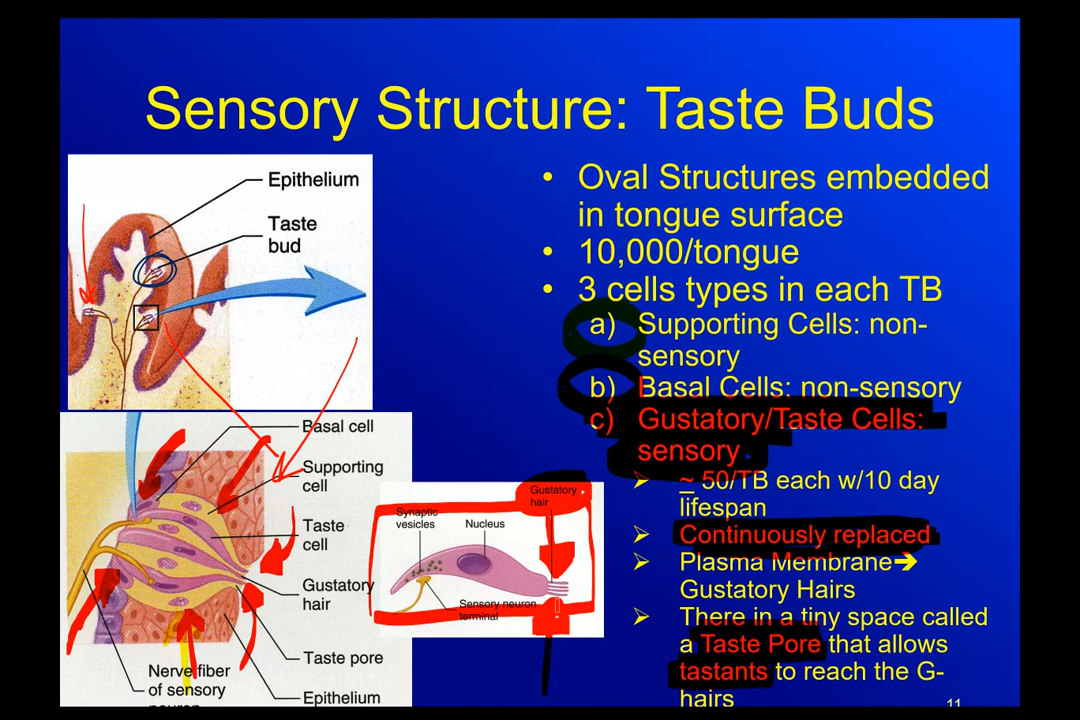 Sensory Structure: Taste Buds
Epithelium
Taste
bud
Basal cell
Supporting
cell
Taste
cell
Gustatory
hair
Taste pore
Epithelium
Nerve fiber
of sensory
neuron
Gustatory
hair
Synaptic
vesicles
Nucleus
Sensory neuron
terminal
• Oval Structures embedded
in tongue surface
• 10,000/tongue
• 3 cells types in each TB
a) Supporting Cells: non-
sensory
b) Basal Cells: non-sensory
c) Gustatory/Taste Cells:
sensory
➢ ~ 50/TB each w/10 day
lifespan
➢ Continuously replaced
➢ Plasma Membrane➔
Gustatory Hairs
➢ There in a tiny space called
a Taste Pore that allows
tastants to reach the G-
hairs
11